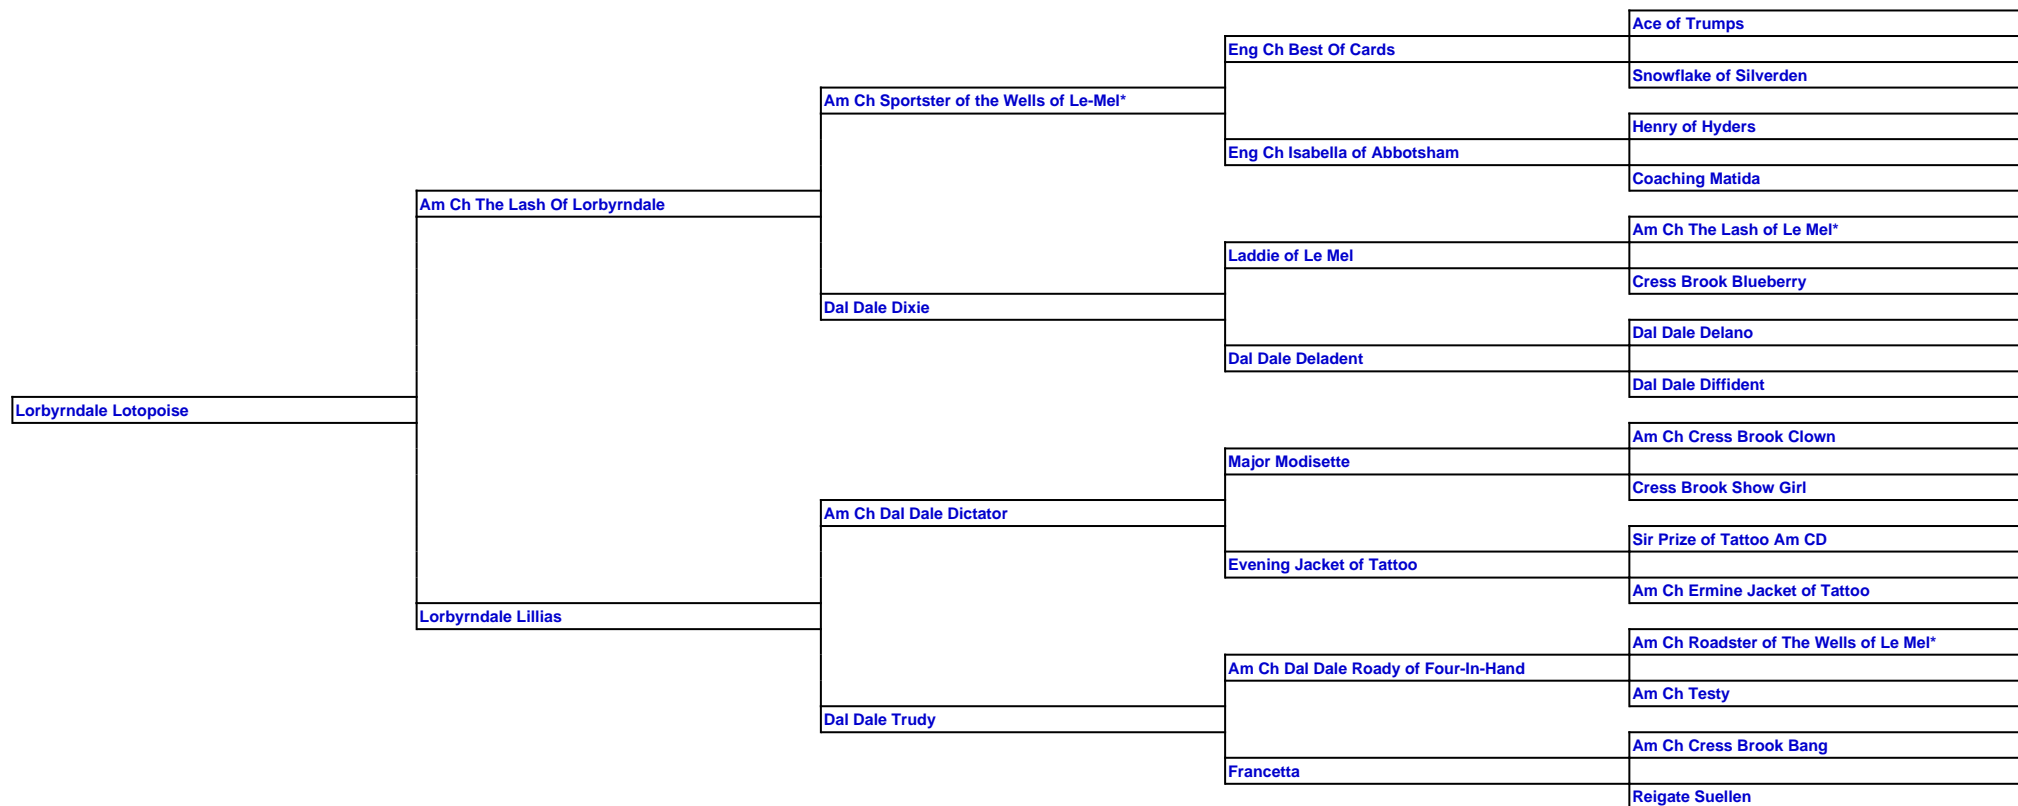 Ace of Trumps
Eng Ch Best Of Cards
Snowflake of Silverden
Am Ch Sportster of the Wells of Le-Mel*
Henry of Hyders
Eng Ch Isabella of Abbotsham
Coaching Matida
Am Ch The Lash Of Lorbyrndale
Am Ch The Lash of Le Mel*
Laddie of Le Mel
Cress Brook Blueberry
Dal Dale Dixie
Dal Dale Delano
Dal Dale Deladent
Dal Dale Diffident
Lorbyrndale Lotopoise
Am Ch Cress Brook Clown
Major Modisette
Cress Brook Show Girl
Am Ch Dal Dale Dictator
Sir Prize of Tattoo Am CD
Evening Jacket of Tattoo
Am Ch Ermine Jacket of Tattoo
Lorbyrndale Lillias
Am Ch Roadster of The Wells of Le Mel*
Am Ch Dal Dale Roady of Four-In-Hand
Am Ch Testy
Dal Dale Trudy
Am Ch Cress Brook Bang
Francetta
Reigate Suellen